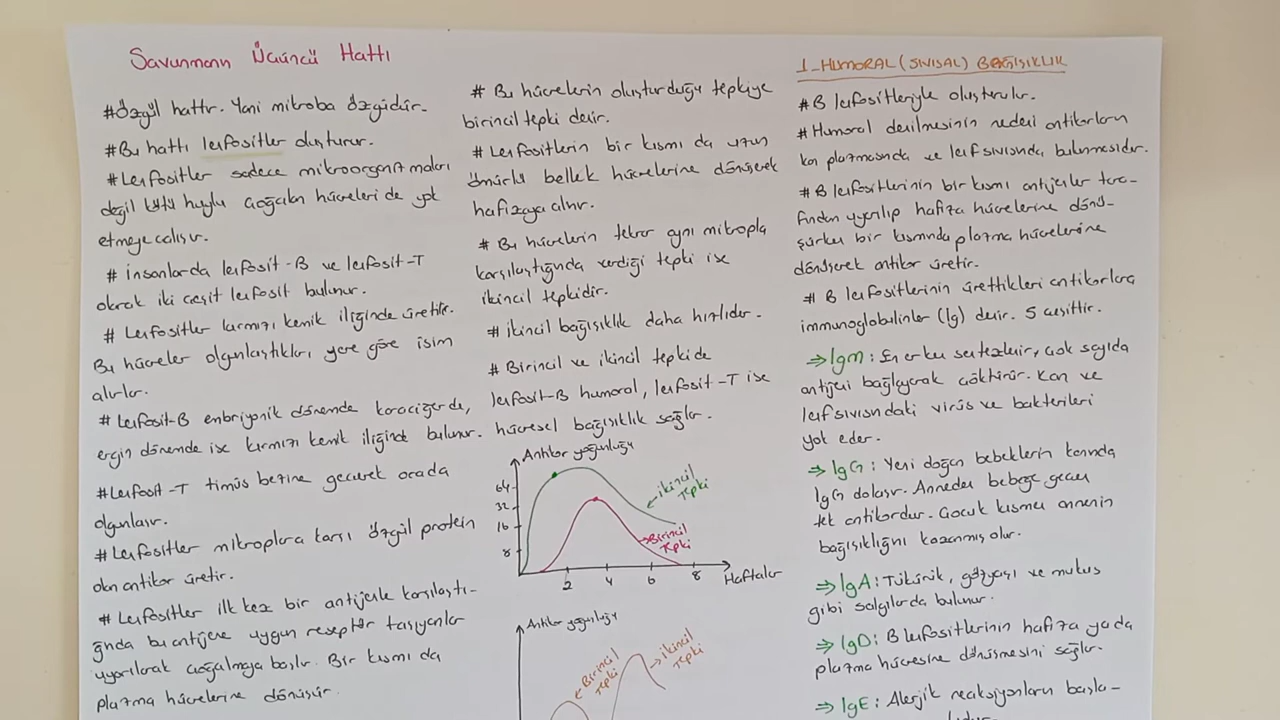 Savunmanın Üçüncü Hattı
#Özgül hattır. Yani mikroba özgüdür.
#Bu hattı lenfositler oluşturur.
#Lenfositler sadece mikroorganizmaları
değil kötü huylu çoğalan hücreleri de yok
etmeye çalışır.
# İnsanlarda lenfosit-B ve lenfosit-T
olarak iki çeşit lenfosit bulunur.
# Lenfositler kırmızı kemik iliğinde üretilir.
Bu hücreler olgunlaştıkları yere göre isim
alırlar.
# Lenfosit-B embriyonik dönemde karaciğerde,
ergin dönemde ise kırmızı kemik iliğinde bulunur.
#Lenfosit-T timüs bezine geçerek orada
olgunlaşır.
# Lenfositler mikroplara karşı özgül protein
olan antikor üretir.
# Lenfositler ilk kez bir antijenle karşılaştı-
ğında bu antijene uygun reseptör taşıyanlar
uyarılarak çoğalmaya başlar. Bir kısmı da
plazma hücrelerine dönüşür.
# Bu hücrelerin oluşturduğu tepkiye
birincil tepki denir.
# Lenfositlerin bir kısmı da uzun
ömürlü bellek hücrelerine dönüşerek
hafızaya alınır.
# Bu hücrelerin tekrar aynı mikropla
karşılaştığında verdiği tepki ise
ikincil tepkidir.
# İkincil bağışıklık daha hızlıdır.
# Birincil ve ikincil tepkide
lenfosit-B humoral, lenfosit-T ise
hücresel bağışıklık sağlar.
Antikor yoğunluğu
64
32
16
8
İkincil
Tepki
Birincil
Tepki
2 4 6 8
Haftalar
Antikor yoğunluğu
Birincil
tepki
İkincil
Tepki
1-HUMORAL (SIVISAL) BAĞIŞIKLIK
#B lenfositleriyle oluşturulur.
#Humoral denilmesinin nedeni antikorların
kan plazmasında ve lenf sıvısında bulunmasıdır.
# B lenfositlerinin bir kısmı antijenler tara-
fından uyarılıp hafıza hücrelerine dönü-
şürken bir kısmında plazma hücrelerine
dönüşerek antikor üretir.
# B lenfositlerinin ürettikleri antikorlara
immunoglobulinler (Ig) denir. 5 çeşittir.
⇒IgM: En erken sentezlenir, çok sayıda
antijeni bağlayarak çöktürür. Kan ve
lenf sıvısındaki virüs ve bakterileri
yok eder.
⇒ IgG: Yeni doğan bebeklerin kanında
IgG dolaşır. Anneden bebeğe geçen
tek antikordur. Çocuk kısmen annenin
bağışıklığını kazanmış olur.
⇒IgA: Tükürük, gözyaşı ve mukus
gibi salgılarda bulunur.
⇒IgD: B lenfositlerinin hafıza ya da
plazma hücresine dönüşmesini sağlar.
⇒ IgE: Alerjik reaksiyonların başla-